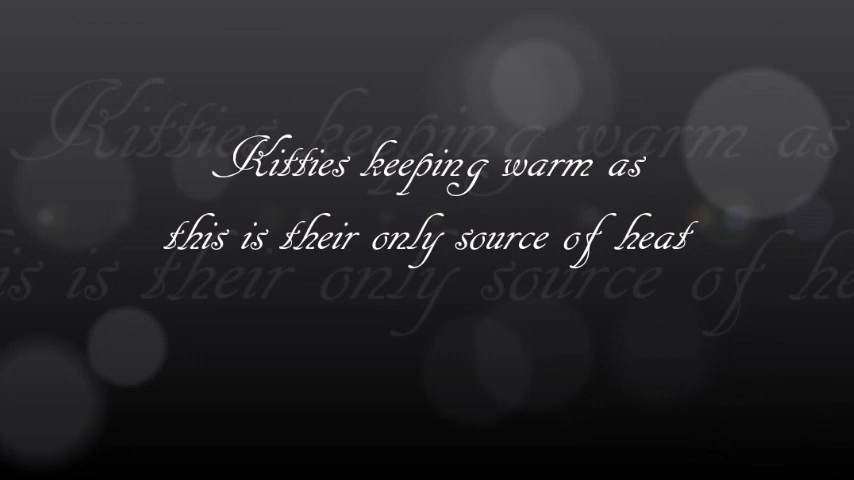 Kitties keeping warm as
this is their only source of heat